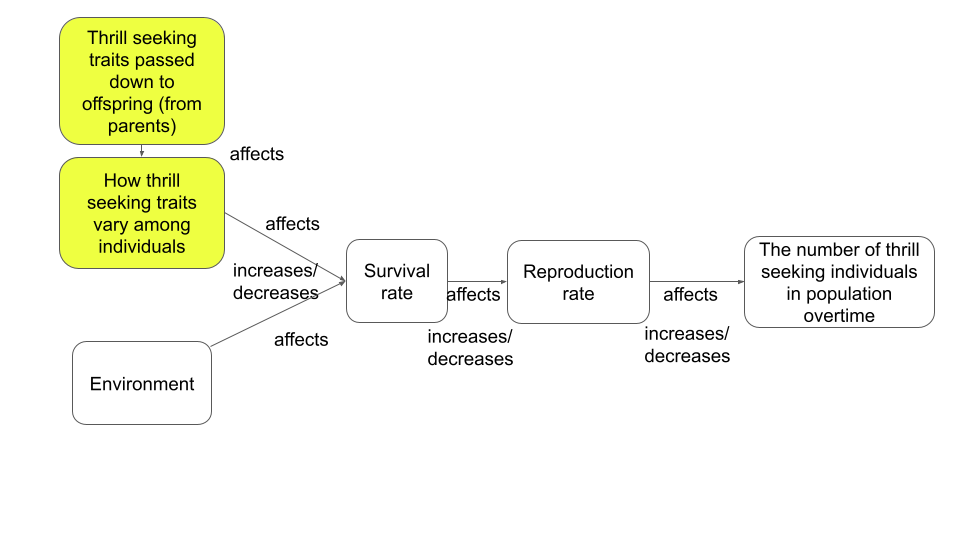 Thrill seeking
traits passed
down to
offspring (from
parents)
affects
How thrill
seeking traits
vary among
individuals
affects
increases/
decreases
affects
Environment
Survival
rate
affects
increases/
decreases
Reproduction
rate
affects
increases/
decreases
The number of thrill
seeking individuals
in population
overtime